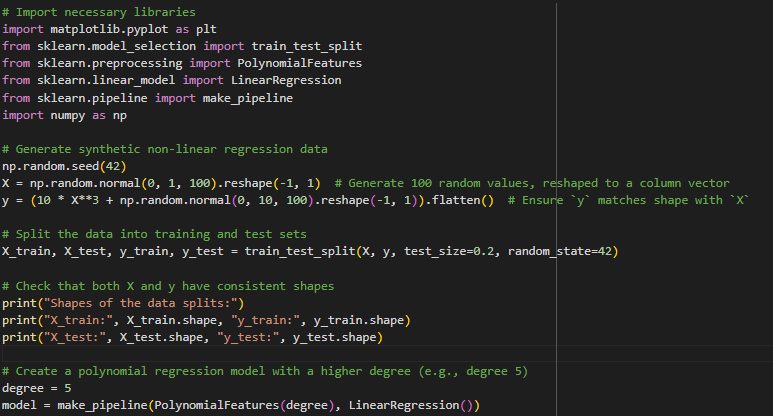 # Import necessary libraries
import matplotlib.pyplot as plt
from sklearn.model_selection import train_test_split
from sklearn.preprocessing import PolynomialFeatures
from sklearn.linear_model import LinearRegression
from sklearn.pipeline import make_pipeline
import numpy as np
# Generate synthetic non-linear regression data
np.random.seed(42)
X = np.random.normal(0, 1, 100).reshape(-1, 1)  # Generate 100 random values, reshaped to a column vector
y = (10 * X**3 + np.random.normal(0, 10, 100).reshape(-1, 1)).flatten()  # Ensure `y` matches shape with `X`
# Split the data into training and test sets
X_train, X_test, y_train, y_test = train_test_split(X, y, test_size=0.2, random_state=42)
# Check that both X and y have consistent shapes
print("Shapes of the data splits:")
print("X_train:", X_train.shape, "y_train:", y_train.shape)
print("X_test:", X_test.shape, "y_test:", y_test.shape)
# Create a polynomial regression model with a higher degree (e.g., degree 5)
degree = 5
model = make_pipeline(PolynomialFeatures(degree), LinearRegression())